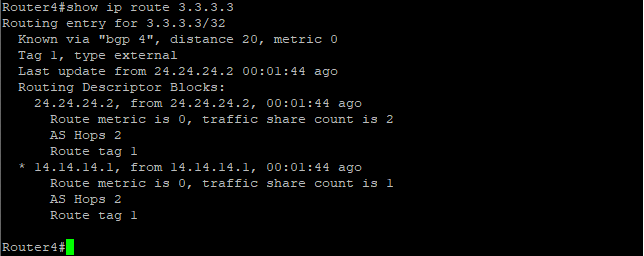 Router4#show ip route 3.3.3.3
Routing entry for 3.3.3.3/32
  Known via "bgp 4", distance 20, metric 0
  Tag 1, type external
  Last update from 24.24.24.2 00:01:44 ago
  Routing Descriptor Blocks:
    24.24.24.2, from 24.24.24.2, 00:01:44 ago
      Route metric is 0, traffic share count is 2
      AS Hops 2
      Route tag 1
  * 14.14.14.1, from 14.14.14.1, 00:01:44 ago
      Route metric is 0, traffic share count is 1
      AS Hops 2
      Route tag 1
Router4#